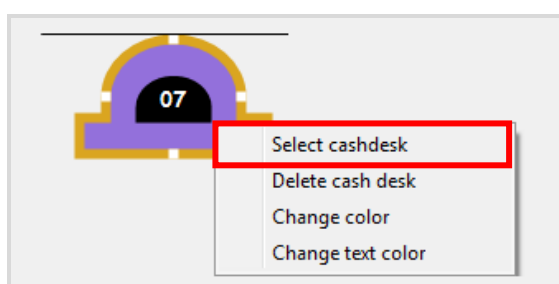 07
Select cashdesk
Delete cash desk
Change color
Change text color